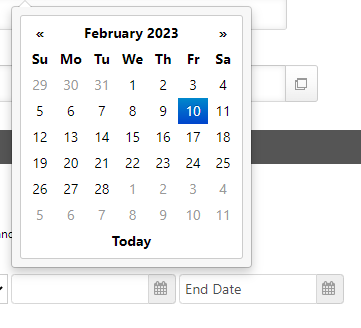 « February 2023 »
Su Mo Tu We Th Fr Sa
29 30 31 1 2 3 4
5 6 7 8 9 10 11
12 13 14 15 16 17 18
19 20 21 22 23 24 25
26 27 28 1 2 3 4
5 6 7 8 9 10 11
Today
End Date